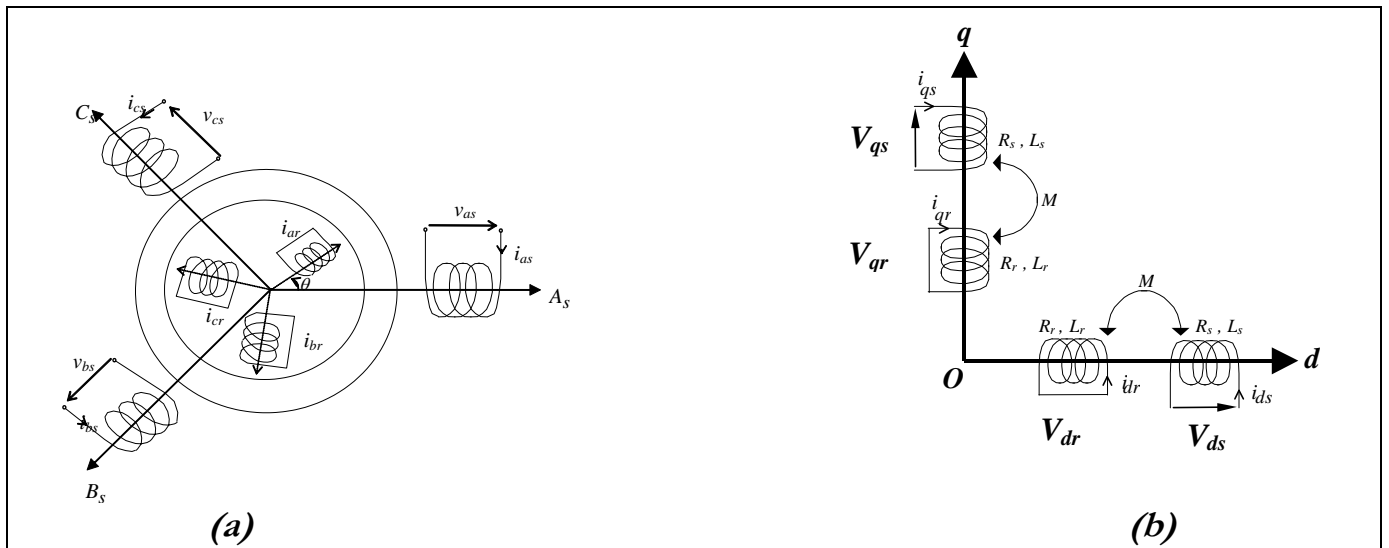 C_s
i_cs
v_cs
i_ar
v_as
i_as
θ
A_s
i_cr
i_br
v_bs
i_bs
B_s
(a)
q
i_qs
V_qs
R_s , L_s
M
i_qr
V_qr
R_r , L_r
M
R_r , L_r
R_s , L_s
O
d
i_dr
i_ds
V_dr
V_ds
(b)